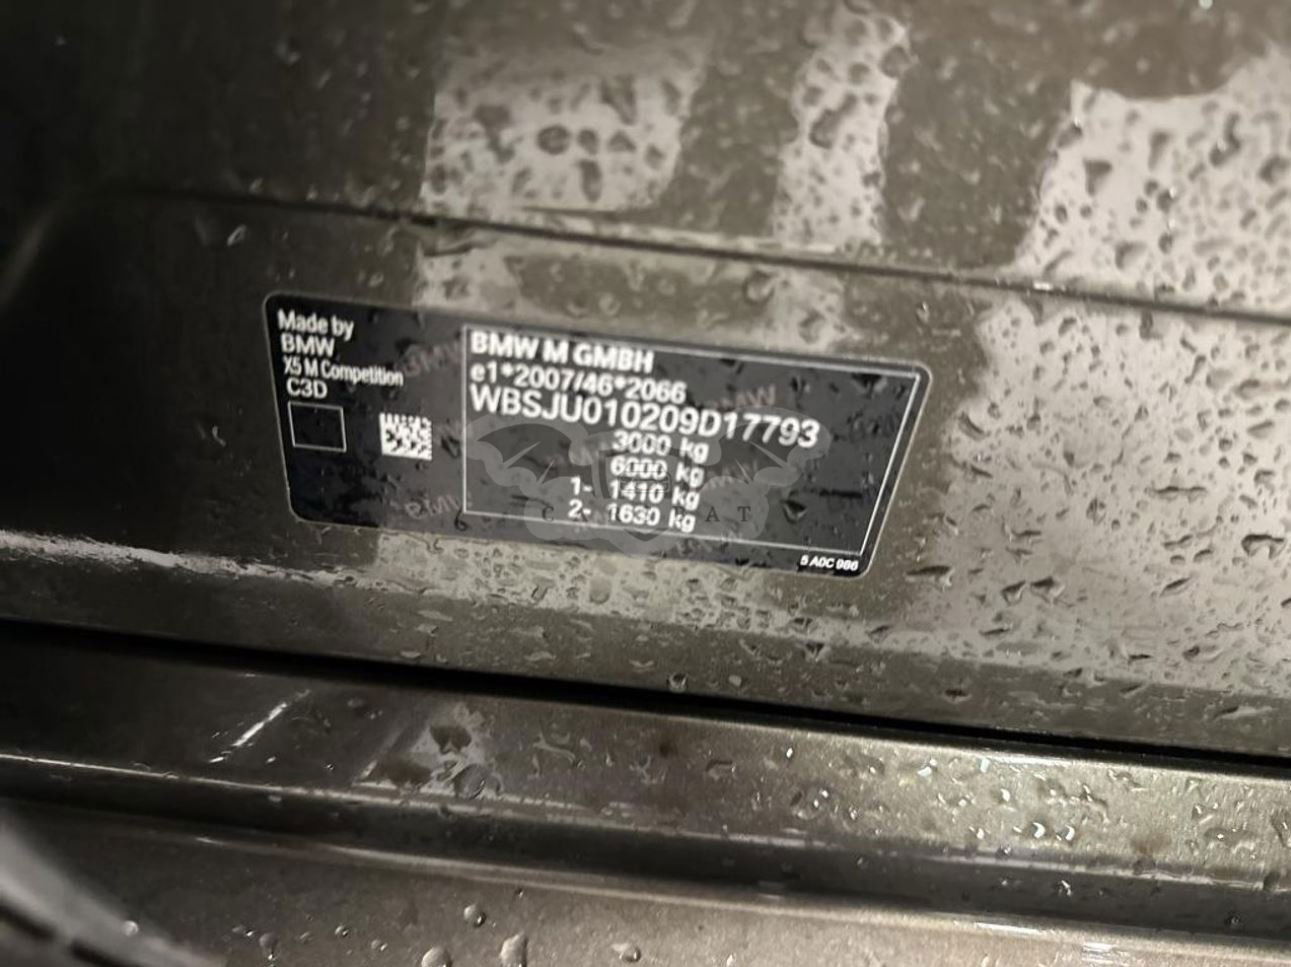 Made by
BMW
X5 M Competition
C3D
BMW M GMBH
e1*2007/46*2066
WBSJU010209D17793
3000 kg
6000 kg
1- 1410 kg
2- 1630 kg
5 A0C 986